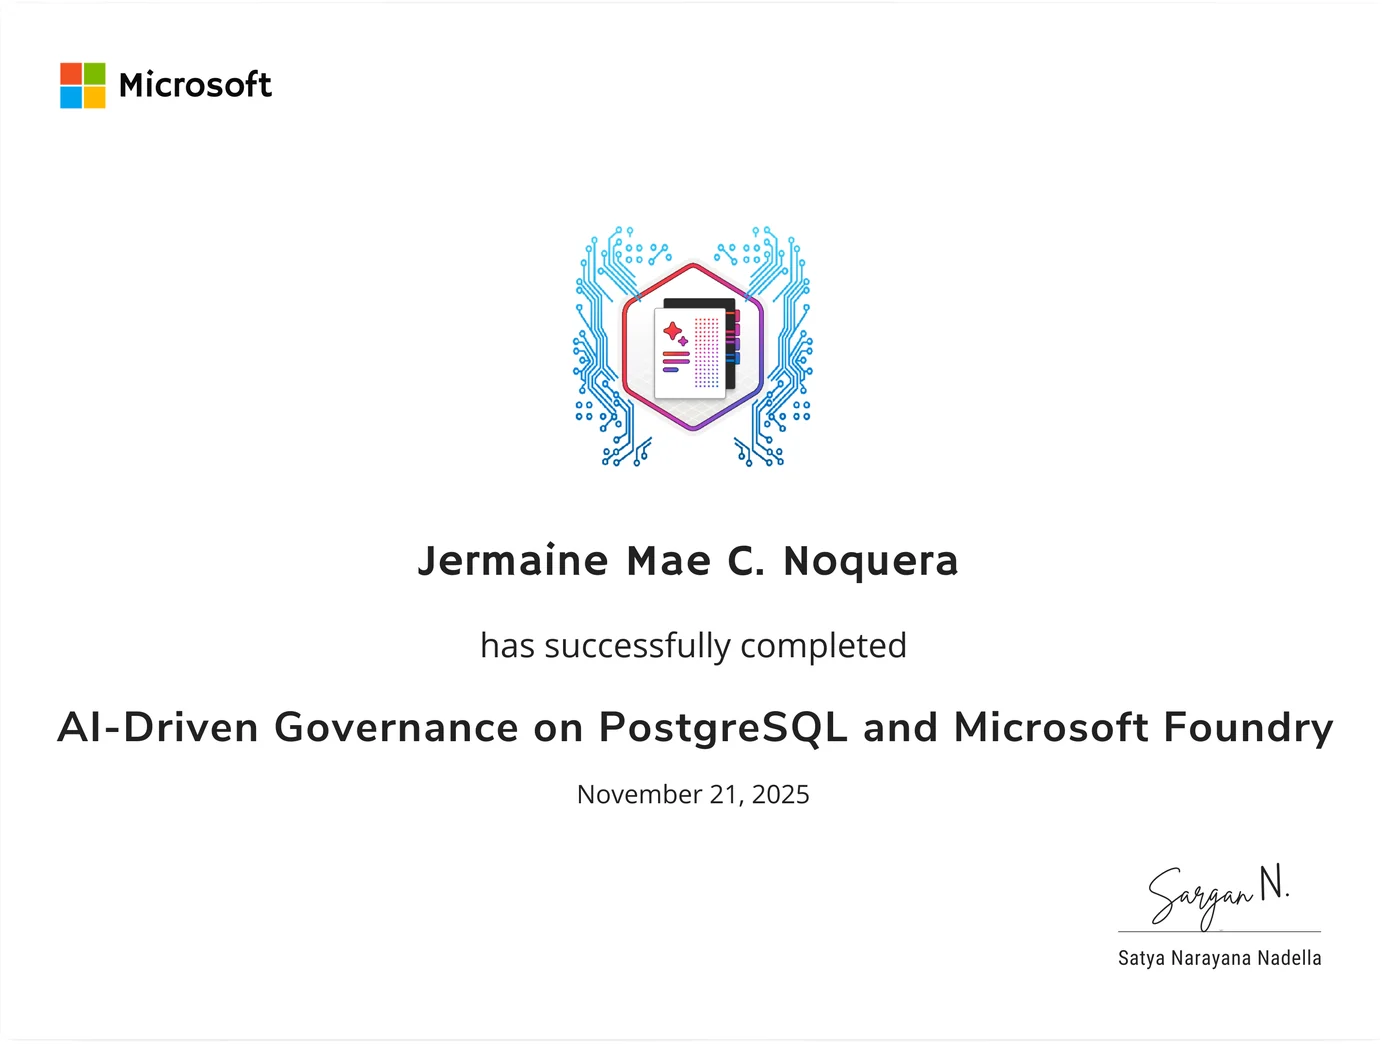 Microsoft
Jermaine Mae C. Noquera
has successfully completed
AI-Driven Governance on PostgreSQL and Microsoft Foundry
November 21, 2025
Sargan N.
Satya Narayana Nadella